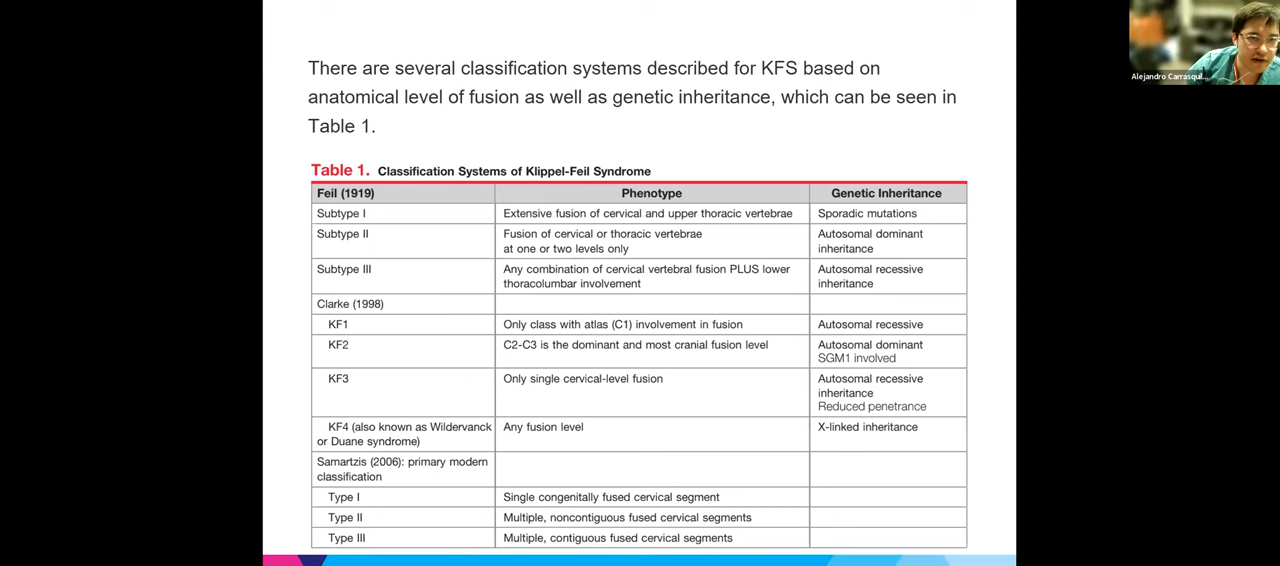 There are several classification systems described for KFS based on
anatomical level of fusion as well as genetic inheritance, which can be seen in
Table 1.
Table 1. Classification Systems of Klippel-Feil Syndrome
Feil (1919) Phenotype Genetic Inheritance
Subtype I Extensive fusion of cervical and upper thoracic vertebrae Sporadic mutations
Subtype II Fusion of cervical or thoracic vertebrae Autosomal dominant
at one or two levels only inheritance
Subtype III Any combination of cervical vertebral fusion PLUS lower Autosomal recessive
thoracolumbar involvement inheritance
Clarke (1998)
KF1 Only class with atlas (C1) involvement in fusion Autosomal recessive
KF2 C2-C3 is the dominant and most cranial fusion level Autosomal dominant
SGM1 involved
KF3 Only single cervical-level fusion Autosomal recessive
inheritance
Reduced penetrance
KF4 (also known as Wildervanck Any fusion level X-linked inheritance
or Duane syndrome)
Samartzis (2006): primary modern
classification
Type I Single congenitally fused cervical segment
Type II Multiple, noncontiguous fused cervical segments
Type III Multiple, contiguous fused cervical segments
Alejandro Carrasqui...